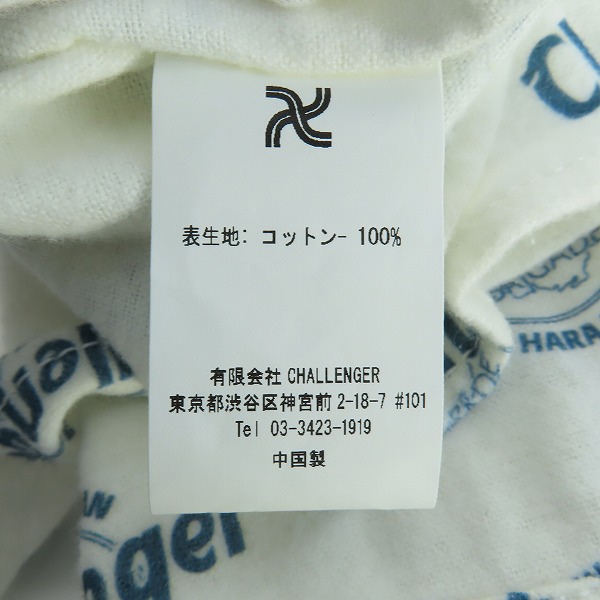 表生地: コットン- 100%
有限会社 CHALLENGER
東京都渋谷区神宮前 2-18-7 #101
Tel 03-3423-1919
中国製
HARA